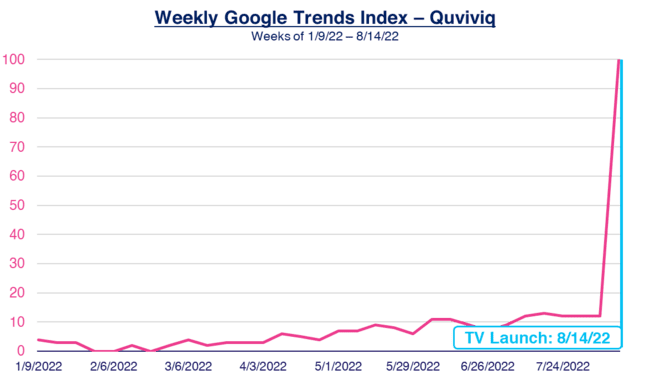 Weekly Google Trends Index – Quviviq
Weeks of 1/9/22 – 8/14/22
100
90
80
70
60
50
40
30
20
10
0
TV Launch: 8/14/22
1/9/2022 2/6/2022 3/6/2022 4/3/2022 5/1/2022 5/29/2022 6/26/2022 7/24/2022